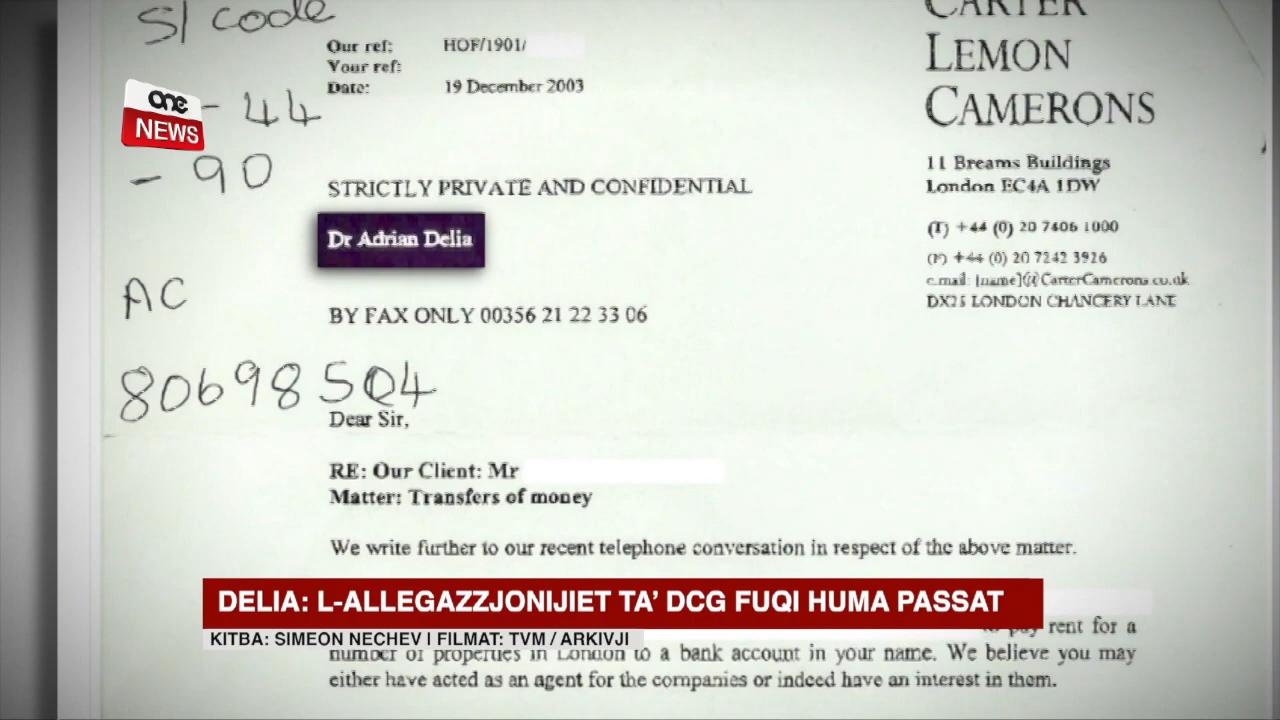 S/ code
CARTER
LEMON
CAMERONS
Our ref: HOF/1901/
Your ref:
Date: 19 December 2003
one
NEWS
- 44
- 90
11 Breams Buildings
London EC4A 1DW
STRICTLY PRIVATE AND CONFIDENTIAL
Dr Adrian Delia
(T) +44 (0) 20 7406 1000
(F) +44 (0) 20 7242 3926
e.mail: [name]@CarterCamerons.co.uk
DX25 LONDON CHANCERY LANE
AC
BY FAX ONLY 00356 21 22 33 06
80698504
Dear Sir,
RE: Our Client: Mr
Matter: Transfers of money
We write further to our recent telephone conversation in respect of the above matter.
DELIA: L-ALLEGAZZJONIJIET TA' DCG FUQI HUMA PASSAT
to pay rent for a
KITBA: SIMEON NECHEV I FILMAT: TVM / ARKIVJI
number of properties in London to a bank account in your name. We believe you may
either have acted as an agent for the companies or indeed have an interest in them.